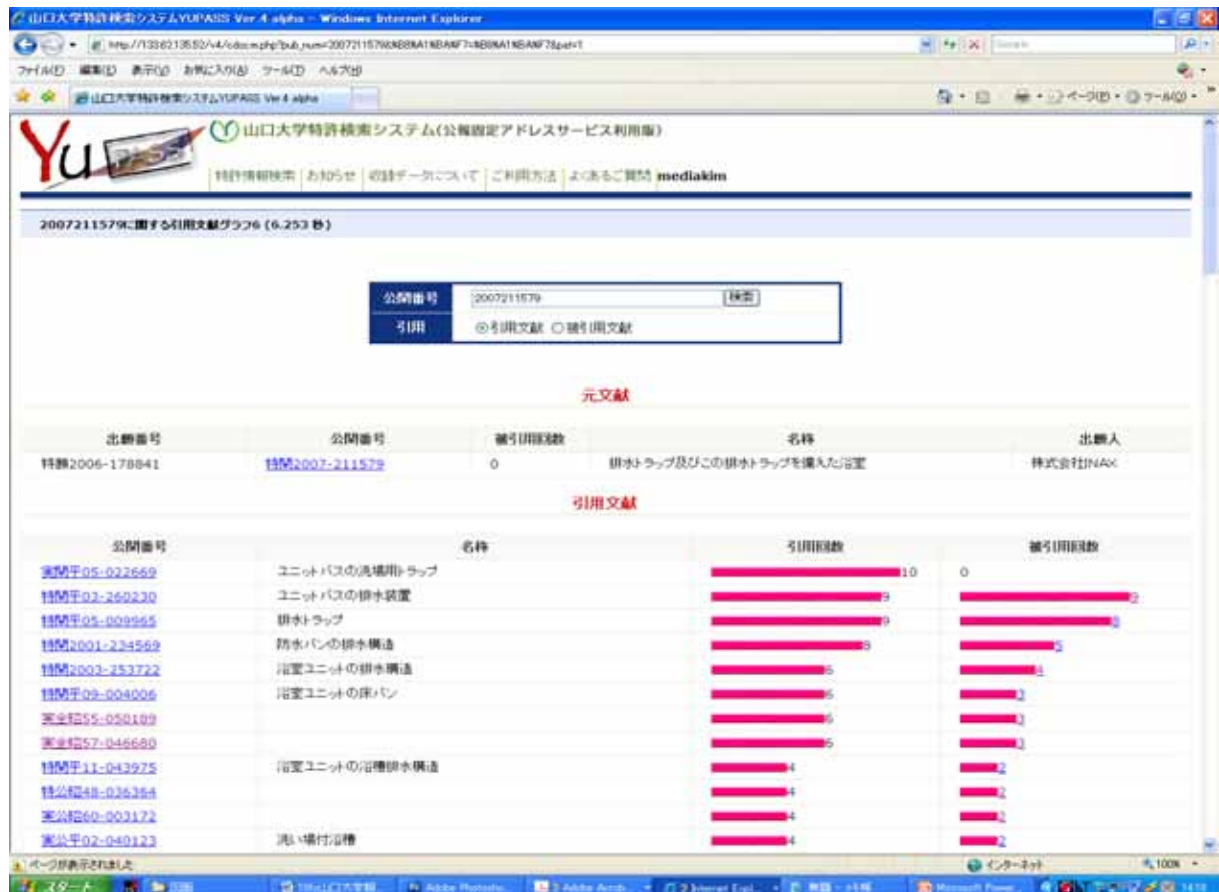 山口大学特許検索システムYUPASS Ver 4 alpha - Windows Internet Explorer
ファイル(F) 編集(E) 表示(V) お気に入り(A) ツール(T) ヘルプ(H)
山口大学特許検索システムYUPASS Ver 4 alpha
ページ(P) ツール(O)
YuPASS
山口大学特許検索システム(公報固定アドレスサービス利用版)
特許情報検索 お知らせ 収録データについて ご利用方法 よくあるご質問 mediakim
2007211579に関する引用文献グラフ6 (6.253 秒)
公開番号 2007211579 検索
引用 引用文献 被引用文献
元文献
出願番号 公開番号 被引用回数 名称 出願人
特願2006-178841 特開2007-211579 0 排水トラップ及びこの排水トラップを備えた浴室 株式会社INAX
引用文献
公開番号 名称 引用回数 被引用回数
実開平05-022669 ユニットバスの洗場用トラップ 10 0
特開平03-260230 ユニットバスの排水装置 9 9
特開平05-009965 排水トラップ 9 8
特開2001-234569 防水パンの排水構造 5
特開2003-253722 浴室ユニットの排水構造 6 4
特開平09-004006 浴室ユニットの床パン 6 3
実全昭55-050189 6 3
実全昭57-046680 6 3
特開平11-043975 浴室ユニットの浴槽排水構造 4 2
特公昭48-036364 4 2
実公昭60-003172 4 2
実公平02-040123 洗い場付浴槽 4 2
ページが表示されました インターネット 100%
スタート